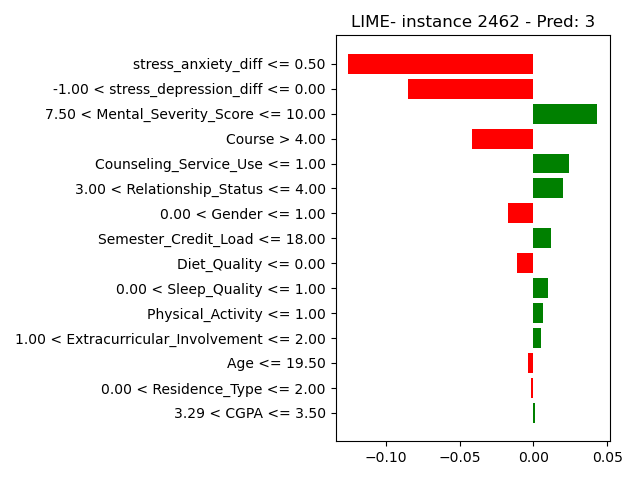 LIME- instance 2462 - Pred: 3
stress_anxiety_diff <= 0.50
-1.00 < stress_depression_diff <= 0.00
7.50 < Mental_Severity_Score <= 10.00
Course > 4.00
Counseling_Service_Use <= 1.00
3.00 < Relationship_Status <= 4.00
0.00 < Gender <= 1.00
Semester_Credit_Load <= 18.00
Diet_Quality <= 0.00
0.00 < Sleep_Quality <= 1.00
Physical_Activity <= 1.00
1.00 < Extracurricular_Involvement <= 2.00
Age <= 19.50
0.00 < Residence_Type <= 2.00
3.29 < CGPA <= 3.50
−0.10 −0.05 0.00 0.05